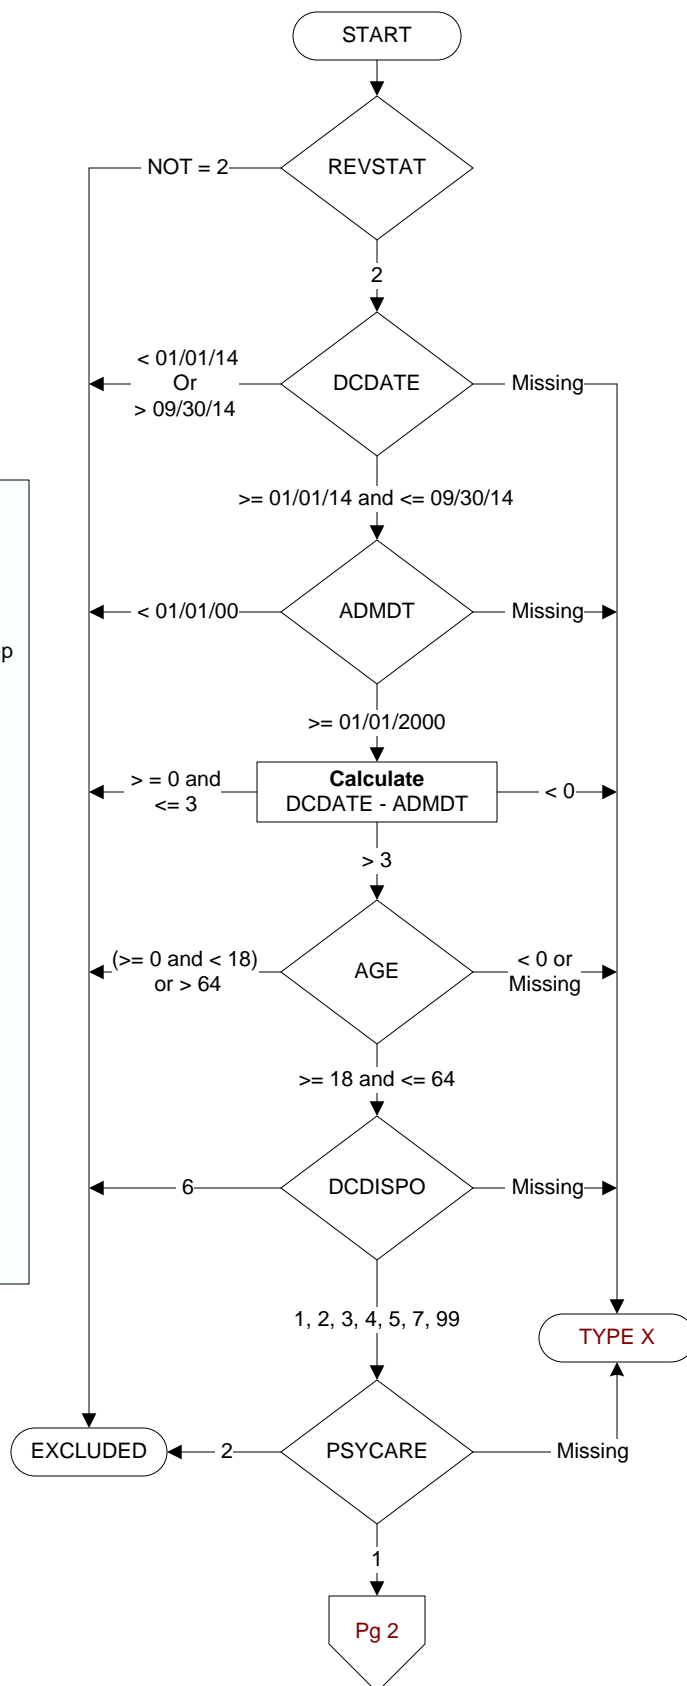 START
REVSTAT
NOT = 2
2
< 01/01/14
Or
> 09/30/14
DCDATE
Missing
>= 01/01/14 and <= 09/30/14
< 01/01/00
ADMDT
Missing
p
>= 01/01/2000
> = 0 and
<= 3
Calculate
DCDATE - ADMDT
< 0
> 3
(>= 0 and < 18)
or > 64
AGE
< 0 or
Missing
>= 18 and <= 64
6
DCDISPO
Missing
1, 2, 3, 4, 5, 7, 99
TYPE X
EXCLUDED
2
PSYCARE
Missing
1
Pg 2